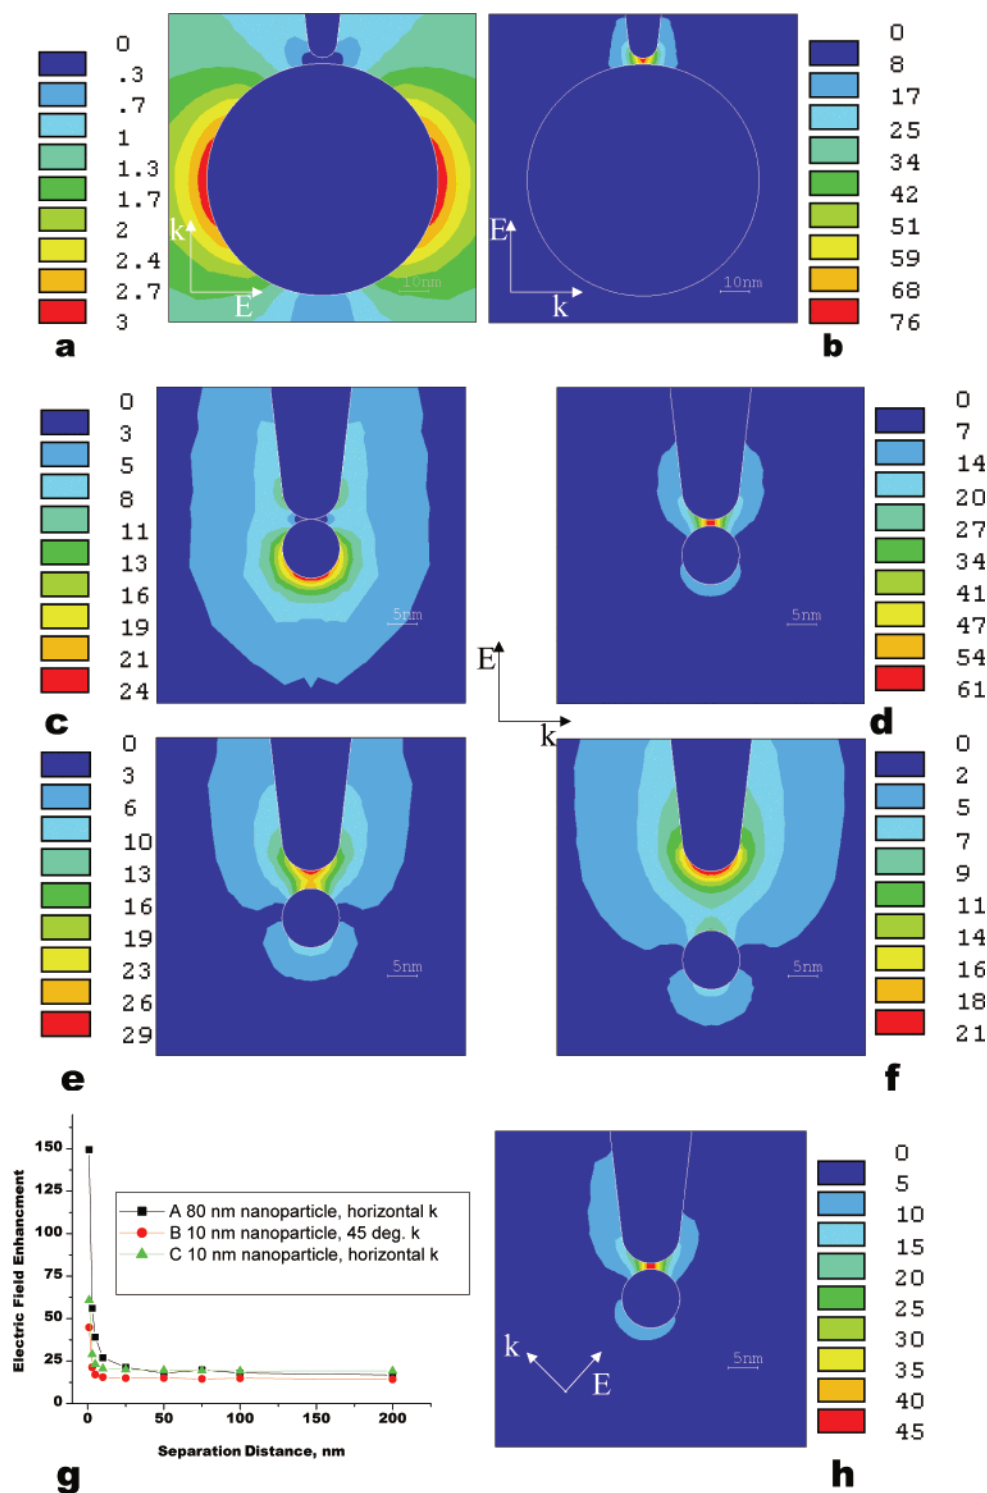 0
.3
.7
1
1.3
1.7
2
2.4
2.7
3
k
E
10nm
a
E
k
10nm
0
8
17
25
34
42
51
59
68
76
b
0
3
5
8
11
13
16
19
21
24
5nm
c
E
k
5nm
0
7
14
20
27
34
41
47
54
61
d
0
3
6
10
13
16
19
23
26
29
5nm
e
5nm
0
2
5
7
9
11
14
16
18
21
f
Electric Field Enhancment
150
125
100
75
50
25
0
A 80 nm nanoparticle, horizontal k
B 10 nm nanoparticle, 45 deg. k
C 10 nm nanoparticle, horizontal k
0 50 100 150 200
Separation Distance, nm
g
k
E
5nm
0
5
10
15
20
25
30
35
40
45
h